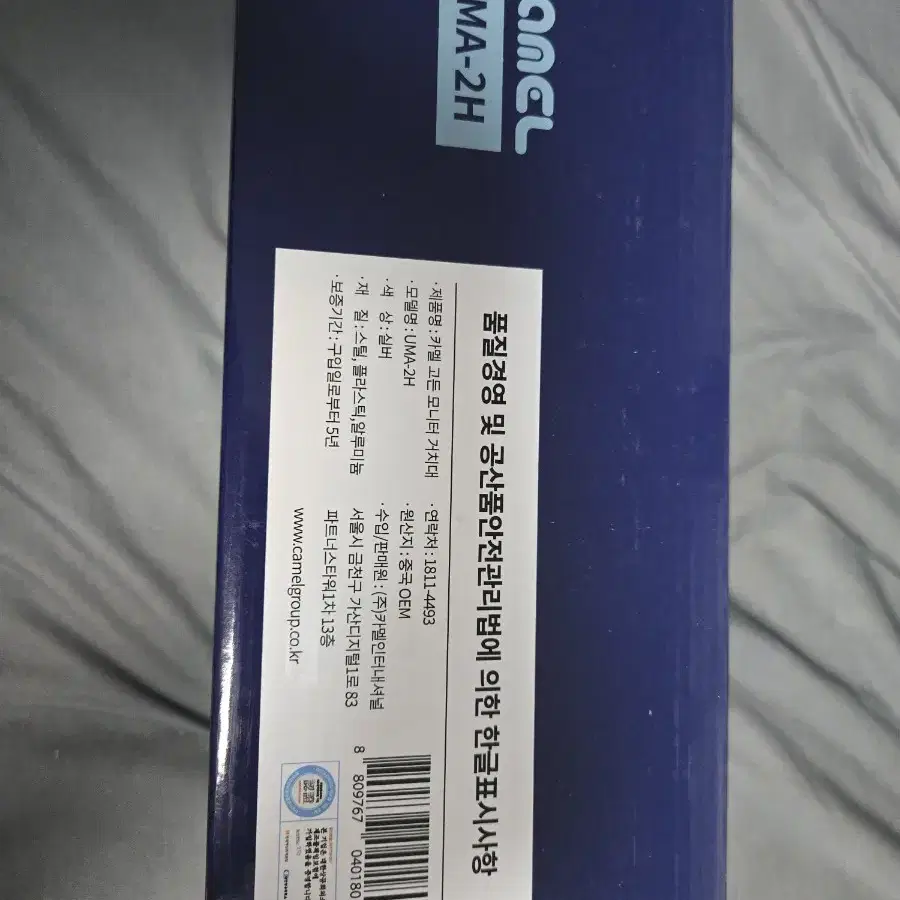 AMEL
MA-2H
품질경영 및 공산품안전관리법에 의한 한글표시사항
·제품명 : 카멜 고든 모니터 거치대
·모델명 : UMA-2H
·색 상 : 실버
·재 질 : 스틸,플라스틱,알루미늄
·보증기간 : 구입일로부터 5년
·연락처 : 1811-4493
·원산지 : 중국 OEM
·수입/판매원 : (주)카멜인터내셔널
서울시 금천구 가산디지털1로 83
파트너스타워1차 13층
www.camelgroup.co.kr
8 809767 040180